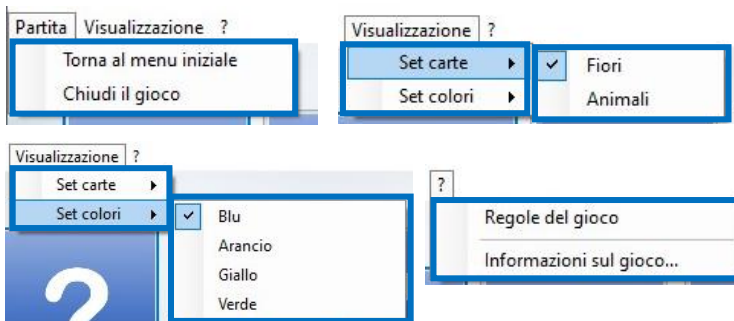 Partita Visualizzazione ?
Torna al menu iniziale
Chiudi il gioco
Visualizzazione ?
Set carte
Set colori
Fiori
Animali
Visualizzazione ?
Set carte
Set colori
Blu
Arancio
Giallo
Verde
?
?
Regole del gioco
Informazioni sul gioco...